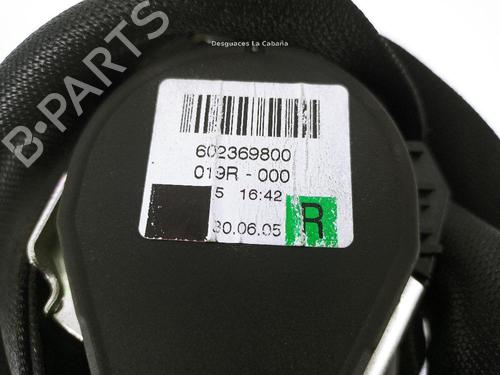 Desguaces La Cabaña
B-PARTS
602369800
019R - 000
5 16:42
30.06.05
R